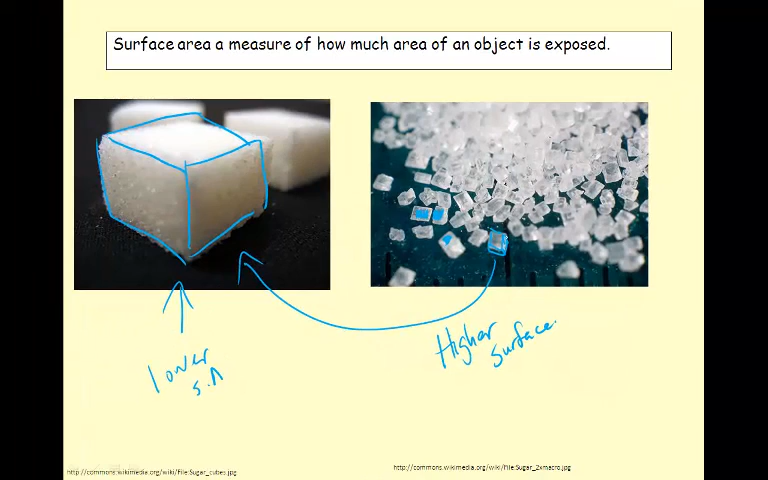 Surface area a measure of how much area of an object is exposed.
lower
S.A
Higher
Surface
http://commons.wikimedia.org/wiki/File:Sugar_cubes.jpg
http://commons.wikimedia.org/wiki/File:Sugar_2xmacro.jpg